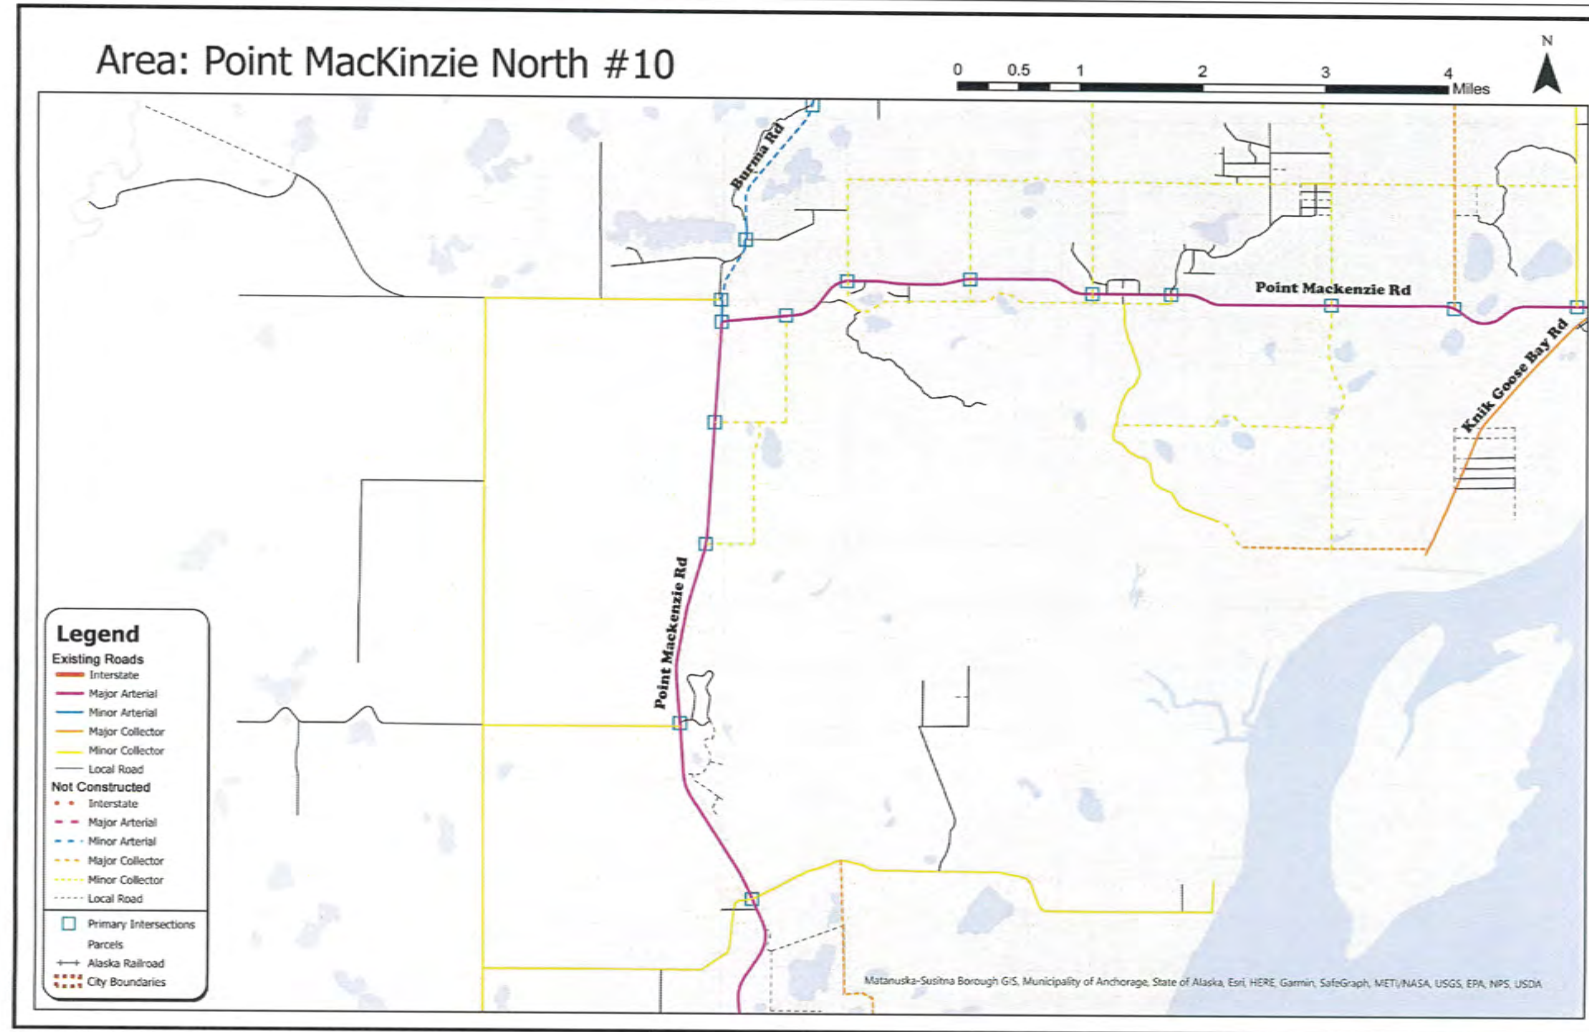 Area: Point MacKinzie North #10
N
0 0.5 1 2 3 4
Miles
Burma Rd
Point Mackenzie Rd
Knik Goose Bay Rd
Point Mackenzie Rd
Legend
Existing Roads
Interstate
Major Arterial
Minor Arterial
Major Collector
Minor Collector
Local Road
Not Constructed
Interstate
Major Arterial
Minor Arterial
Major Collector
Minor Collector
Local Road
Primary Intersections
Parcels
Alaska Railroad
City Boundaries
Matanuska-Susitna Borough GIS, Municipality of Anchorage, State of Alaska, Esri, HERE, Garmin, SafeGraph, METI/NASA, USGS, EPA, NPS, USDA